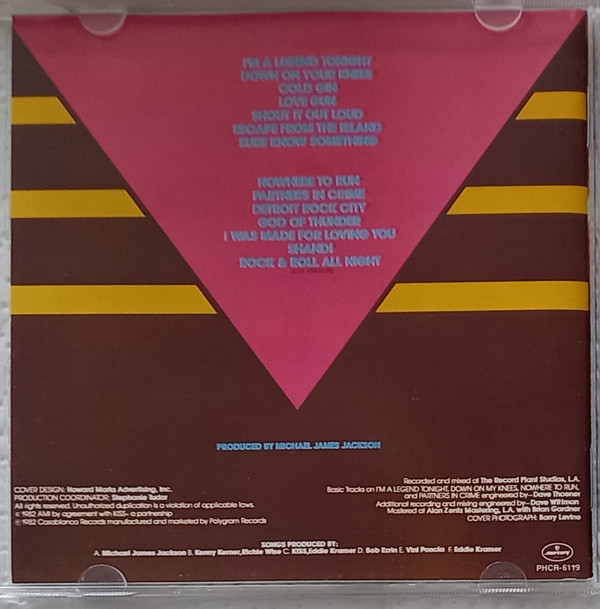 I'M A LEGEND TONIGHT
DOWN ON YOUR KNEES
COLD GIN
LOVE GUN
SHOUT IT OUT LOUD
ESCAPE FROM THE ISLAND
SURE KNOW SOMETHING
NOWHERE TO RUN
PARTNERS IN CRIME
DETROIT ROCK CITY
GOD OF THUNDER
I WAS MADE FOR LOVING YOU
SHANDI
ROCK & ROLL ALL NIGHT
(LIVE VERSION)
PRODUCED BY MICHAEL JAMES JACKSON
COVER DESIGN: Howard Marks Advertising, Inc.
PRODUCTION COORDINATOR: Stephanie Tudor
All rights reserved. Unauthorized duplication is a violation of applicable laws.
© 1982 AMI by agreement with KISS- a partnership
℗ 1982 Casablanca Records manufactured and marketed by Polygram Records
Recorded and mixed at The Record Plant Studios, L.A.
Basic Tracks on I'M A LEGEND TONIGHT, DOWN ON MY KNEES, NOWHERE TO RUN,
and PARTNERS IN CRIME engineered by—Dave Thoener
Additional recording and mixing engineered by—Dave Wittman
Mastered at Alan Zentz Mastering, L.A. with Brian Gardner
COVER PHOTOGRAPH: Barry Levine
SONGS PRODUCED BY:
A. Michael James Jackson B. Kenny Kerner, Richie Wise C. KISS, Eddie Kramer D. Bob Ezrin E. Vini Poncia F. Eddie Kramer
PHCR-6119